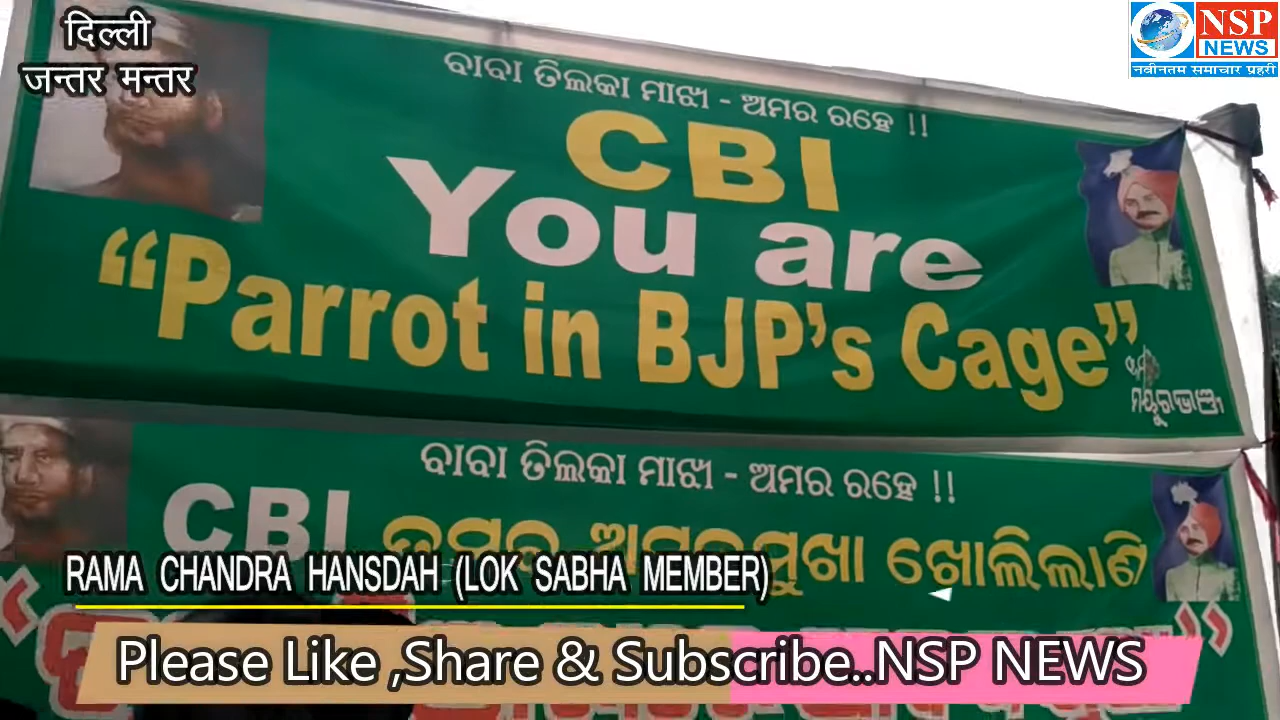 दिल्ली
जन्तर मन्तर
NSP
NEWS
नवीनतम समाचार प्रहरी
ବାବା ତିଲକା ମାଝୀ - ଅମର ରହେ !!
CBI
You are
“Parrot in BJP’s Cage”
ମୟୂରଭଞ୍ଜ
ବାବା ତିଲକା ମାଝୀ - ଅମର ରହେ !!
CBI ଖୋଲିଲାଣି
RAMA CHANDRA HANSDAH (LOK SABHA MEMBER)
Please Like ,Share & Subscribe..NSP NEWS